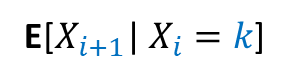 E[X_{i+1} | X_i = k]